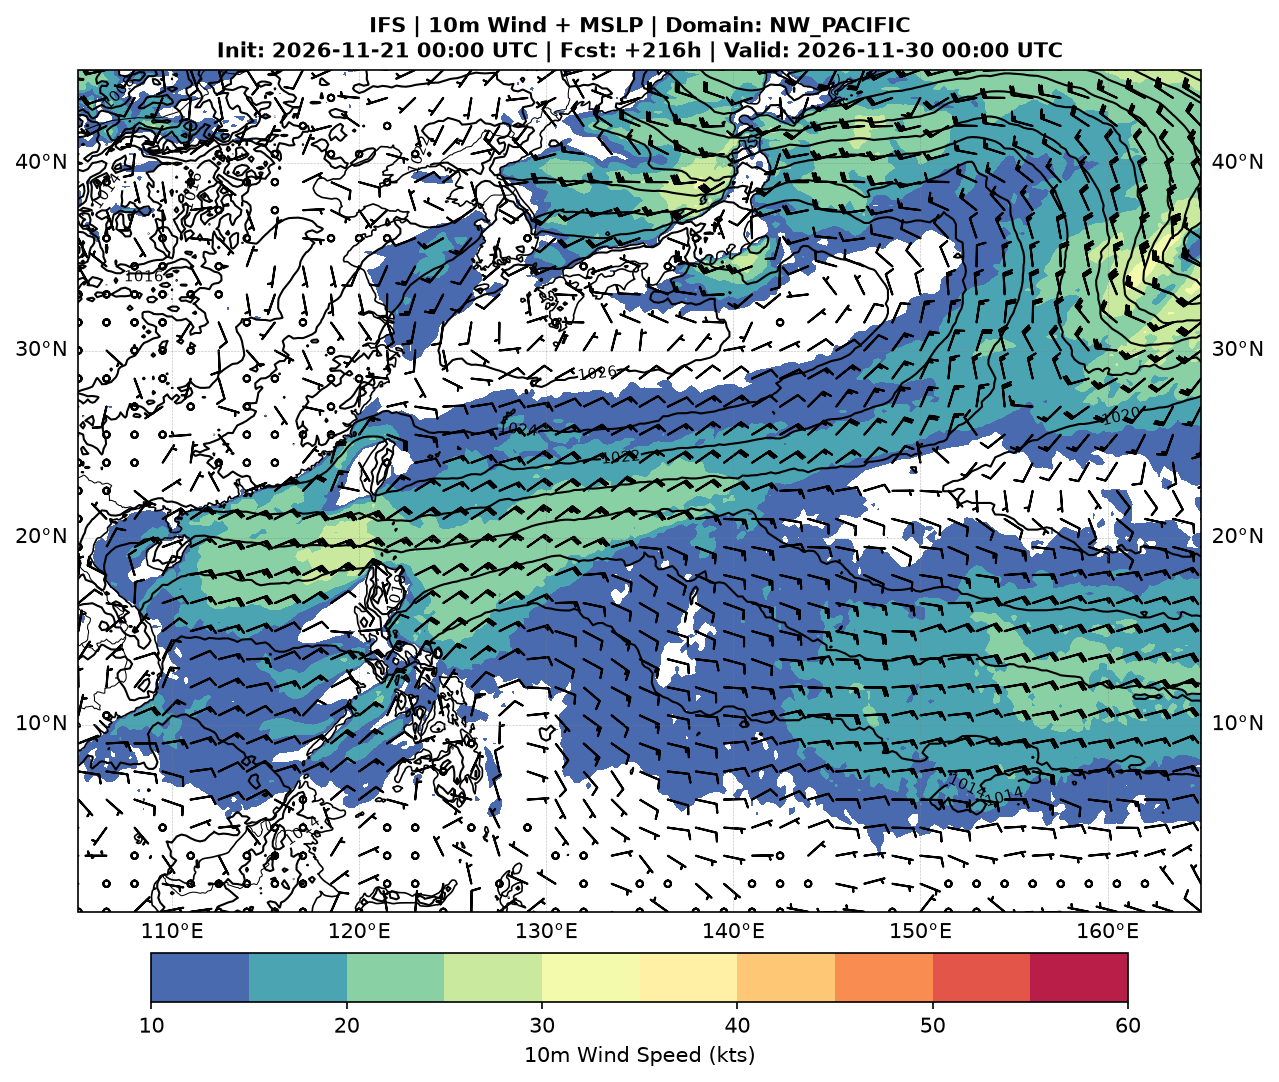 IFS | 10m Wind + MSLP | Domain: NW_PACIFIC
Init: 2026-11-21 00:00 UTC | Fcst: +216h | Valid: 2026-11-30 00:00 UTC
40°N
40°N
1016
30°N
30°N
1026
1020
1024
1022
20°N
20°N
10°N
10°N
1014
110°E
120°E
130°E
140°E
150°E
160°E
10
20
30
40
50
60
10m Wind Speed (kts)